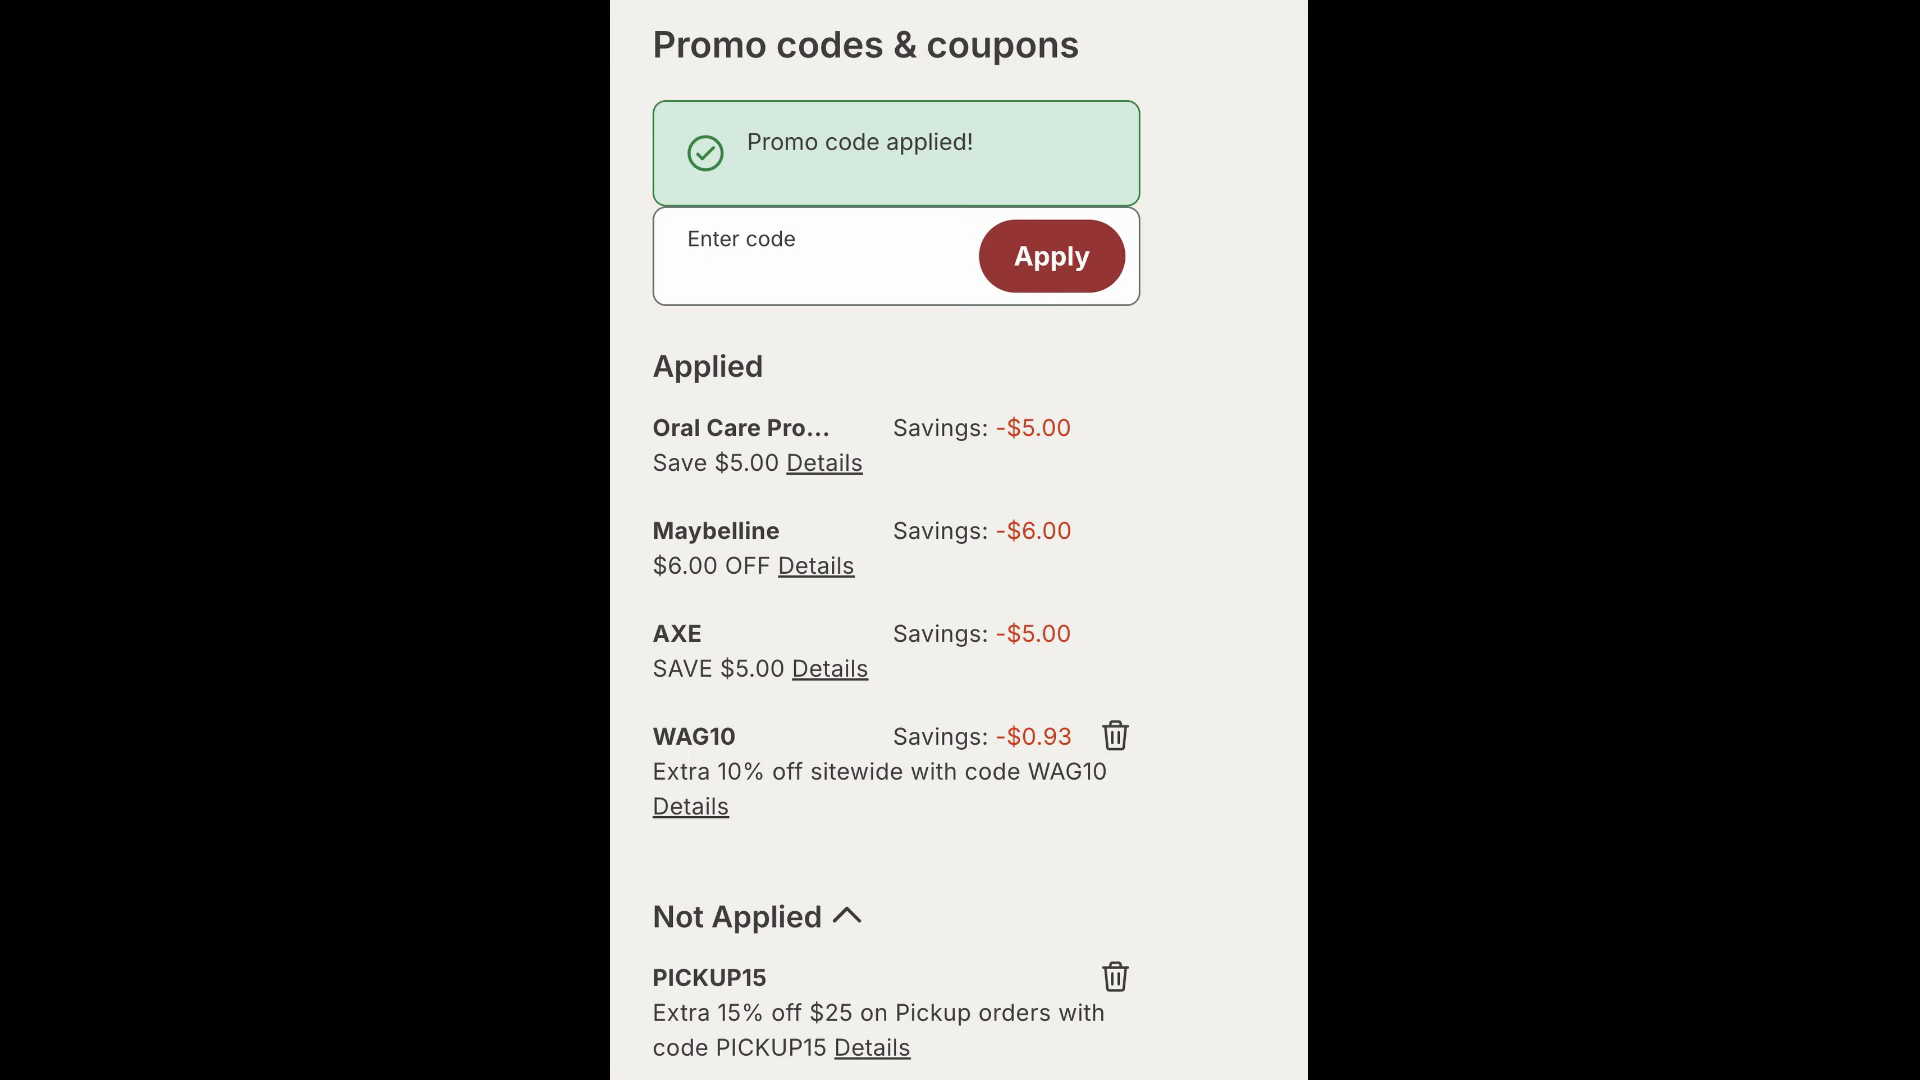 Promo codes & coupons
Promo code applied!
Enter code
Apply
Applied
Oral Care Pro... Savings: -$5.00
Save $5.00 Details
Maybelline Savings: -$6.00
$6.00 OFF Details
AXE Savings: -$5.00
SAVE $5.00 Details
WAG10 Savings: -$0.93
Extra 10% off sitewide with code WAG10
Details
Not Applied
PICKUP15
Extra 15% off $25 on Pickup orders with
code PICKUP15 Details